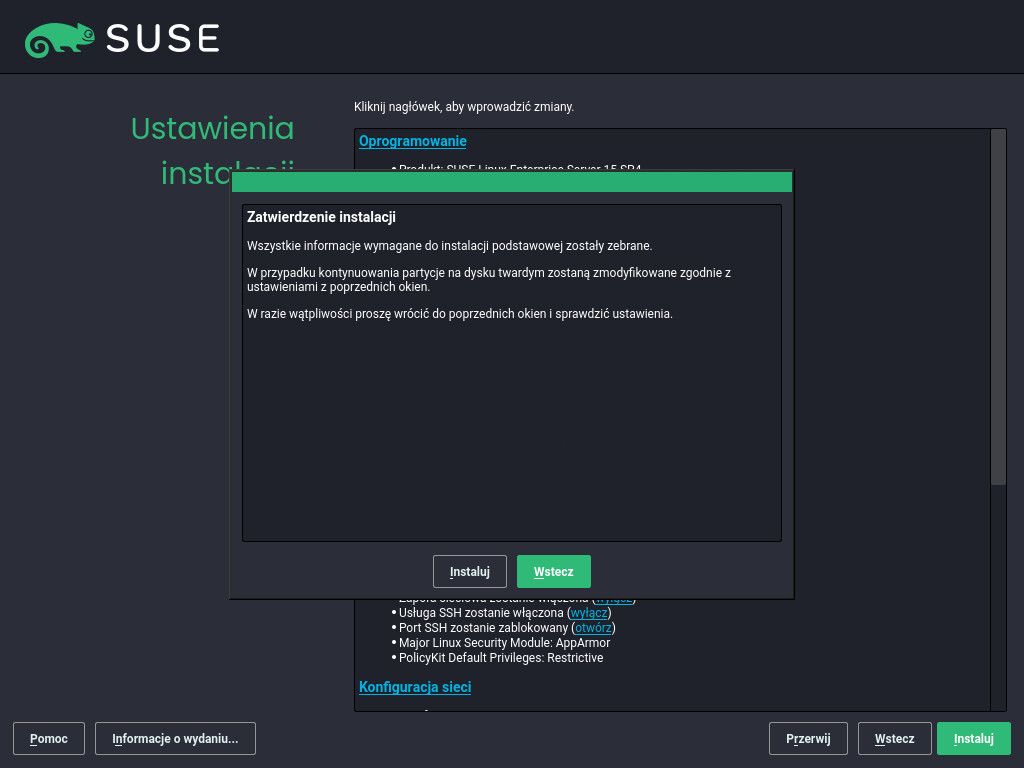 SUSE
Ustawienia
Kliknij nagłówek, aby wprowadzić zmiany.
Oprogramowanie
Produkt: SUSE Linux Enterprise Server 15 SP4
Zatwierdzenie instalacji
Wszystkie informacje wymagane do instalacji podstawowej zostały zebrane.
W przypadku kontynuowania partycje na dysku twardym zostaną zmodyfikowane zgodnie z
ustawieniami z poprzednich okien.
W razie wątpliwości proszę wrócić do poprzednich okien i sprawdzić ustawienia.
Instaluj Wstecz
Zapora sieciowa zostanie włączona (wyłącz)
• Usługa SSH zostanie włączona (wyłącz)
• Port SSH zostanie zablokowany (otwórz)
• Major Linux Security Module: AppArmor
• PolicyKit Default Privileges: Restrictive
Konfiguracja sieci
Pomoc Informacje o wydaniu... Przerwij Wstecz Instaluj